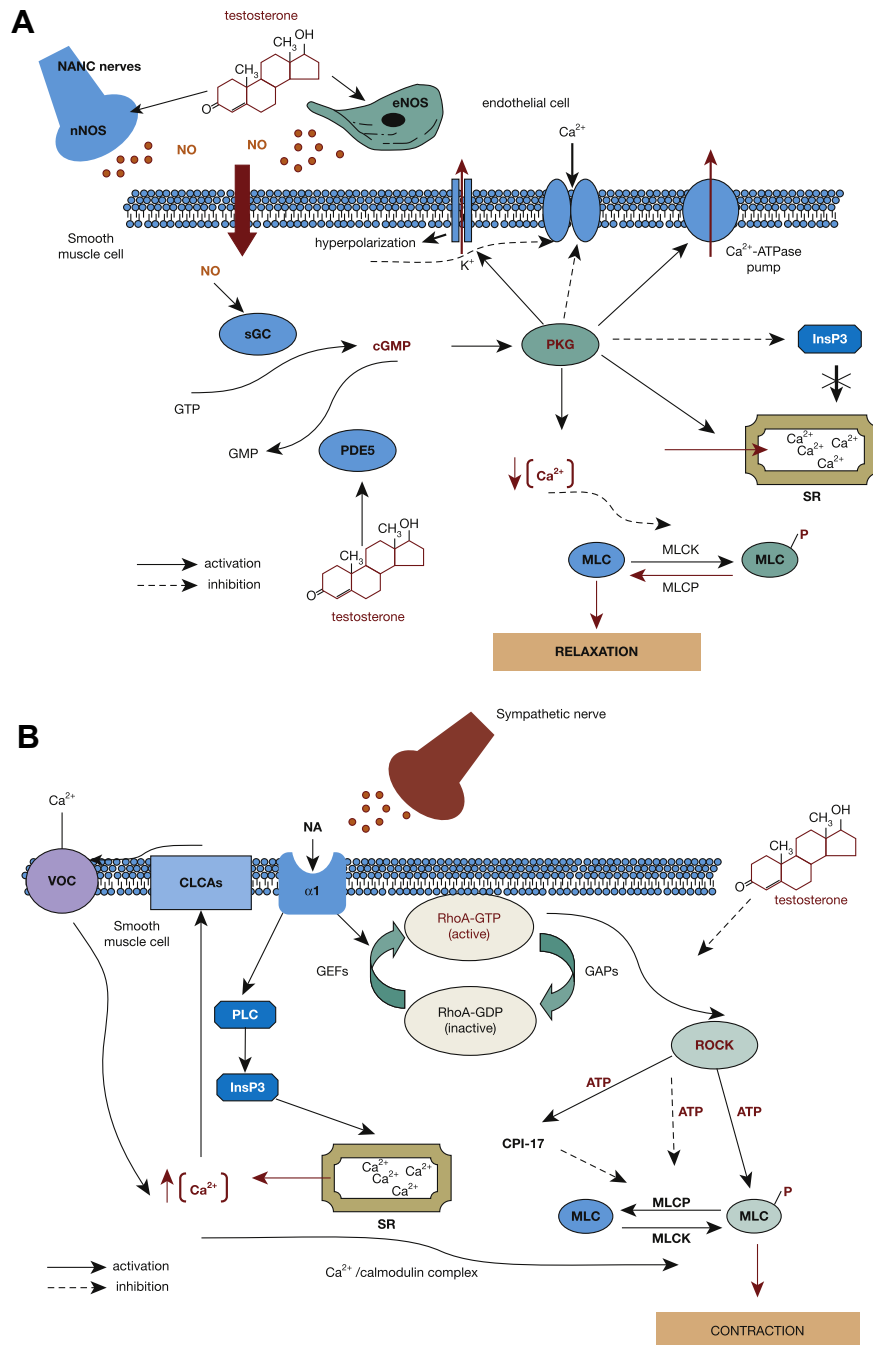 A
testosterone
OH
CH3
CH3
O
NANC nerves
nNOS
eNOS
endothelial cell
NO
NO
Ca2+
Smooth
muscle cell
hyperpolarization
K+
Ca2+-ATPase
pump
NO
sGC
cGMP
PKG
InsP3
GTP
GMP
PDE5
Ca2+
Ca2+
Ca2+
Ca2+
SR
[Ca2+]
OH
CH3
CH3
O
testosterone
activation
inhibition
MLC
MLCK
MLCP
MLC
P
RELAXATION
B
Sympathetic nerve
Ca2+
NA
VOC
CLCAs
α1
OH
CH3
CH3
O
testosterone
Smooth
muscle cell
RhoA-GTP
(active)
GEFs
GAPs
RhoA-GDP
(inactive)
PLC
InsP3
ROCK
ATP
ATP
ATP
CPI-17
[Ca2+]
Ca2+
Ca2+
Ca2+
Ca2+
SR
MLC
MLCP
MLCK
MLC
P
activation
inhibition
Ca2+ /calmodulin complex
CONTRACTION